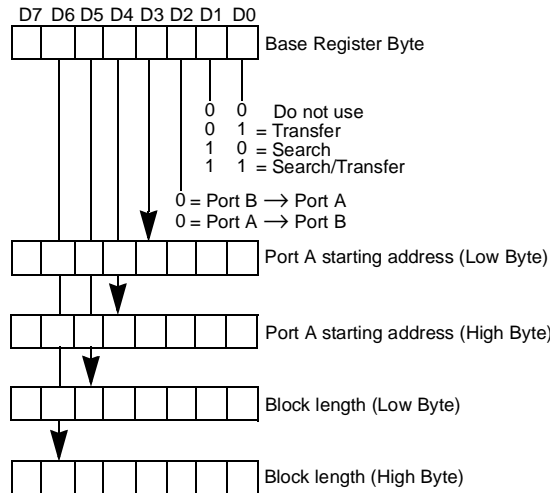 D7 D6 D5 D4 D3 D2 D1 D0
Base Register Byte
0 0 Do not use
0 1 = Transfer
1 0 = Search
1 1 = Search/Transfer
0 = Port B → Port A
0 = Port A → Port B
Port A starting address (Low Byte)
Port A starting address (High Byte)
Block length (Low Byte)
Block length (High Byte)